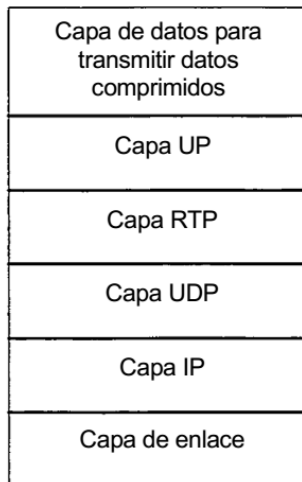 Capa de datos para
transmitir datos
comprimidos
Capa UP
Capa RTP
Capa UDP
Capa IP
Capa de enlace